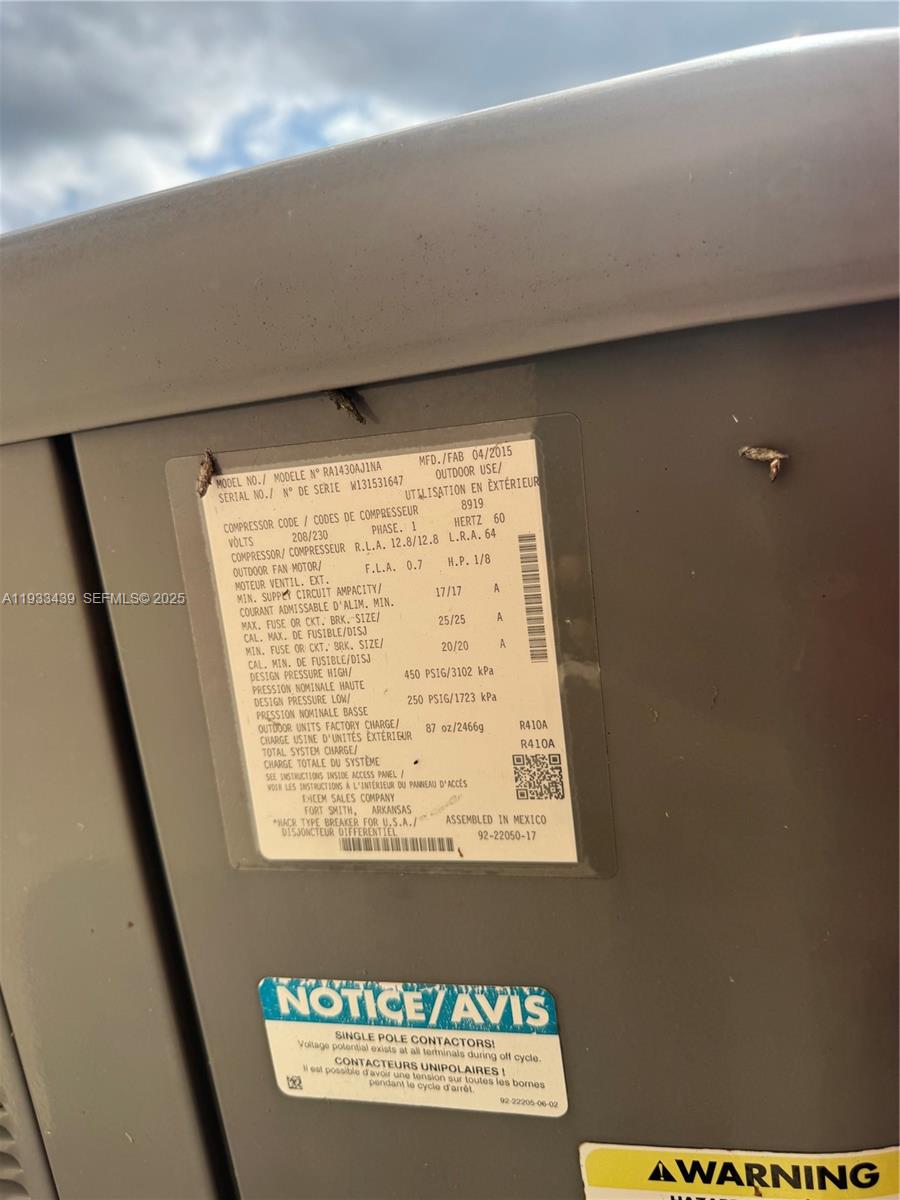 MODEL NO./ MODELE N° RA1430AJ1NA MFD./FAB 04/2015
SERIAL NO./ N° DE SERIE W131531647 OUTDOOR USE/
UTILISATION EN EXTÉRIEUR
COMPRESSOR CODE / CODES DE COMPRESSEUR 8919
VOLTS 208/230 PHASE. 1 HERTZ 60
COMPRESSOR/ COMPRESSEUR R.L.A. 12.8/12.8 L.R.A. 64
OUTDOOR FAN MOTOR/ F.L.A. 0.7 H.P. 1/8
MOTEUR VENTIL. EXT.
MIN. SUPPLY CIRCUIT AMPACITY/ 17/17 A
COURANT ADMISSABLE D'ALIM. MIN.
MAX. FUSE OR CKT. BRK. SIZE/ 25/25 A
CAL. MAX. DE FUSIBLE/DISJ
MIN. FUSE OR CKT. BRK. SIZE/ 20/20 A
CAL. MIN. DE FUSIBLE/DISJ
DESIGN PRESSURE HIGH/ 450 PSIG/3102 kPa
PRESSION NOMINALE HAUTE
DESIGN PRESSURE LOW/ 250 PSIG/1723 kPa
PRESSION NOMINALE BASSE
OUTDOOR UNITS FACTORY CHARGE/ 87 oz/2466g R410A
CHARGE USINE D'UNITÉS EXTÉRIEUR
TOTAL SYSTEM CHARGE/ R410A
CHARGE TOTALE DU SYSTÈME
SEE INSTRUCTIONS INSIDE ACCESS PANEL /
VOIR LES INSTRUCTIONS À L'INTÉRIEUR DU PANNEAU D'ACCÈS
RHEEM SALES COMPANY
FORT SMITH, ARKANSAS
*HACR TYPE BREAKER FOR U.S.A./ ASSEMBLED IN MEXICO
DISJONCTEUR DIFFERENTIEL 92-22050-17
A11933439 SEFMLS© 2025
NOTICE/AVIS
SINGLE POLE CONTACTORS!
Voltage potential exists at all terminals during off cycle.
CONTACTEURS UNIPOLAIRES !
Il est possible d'avoir une tension sur toutes les bornes
pendant le cycle d'arrêt.
92-22205-06-02
WARNING